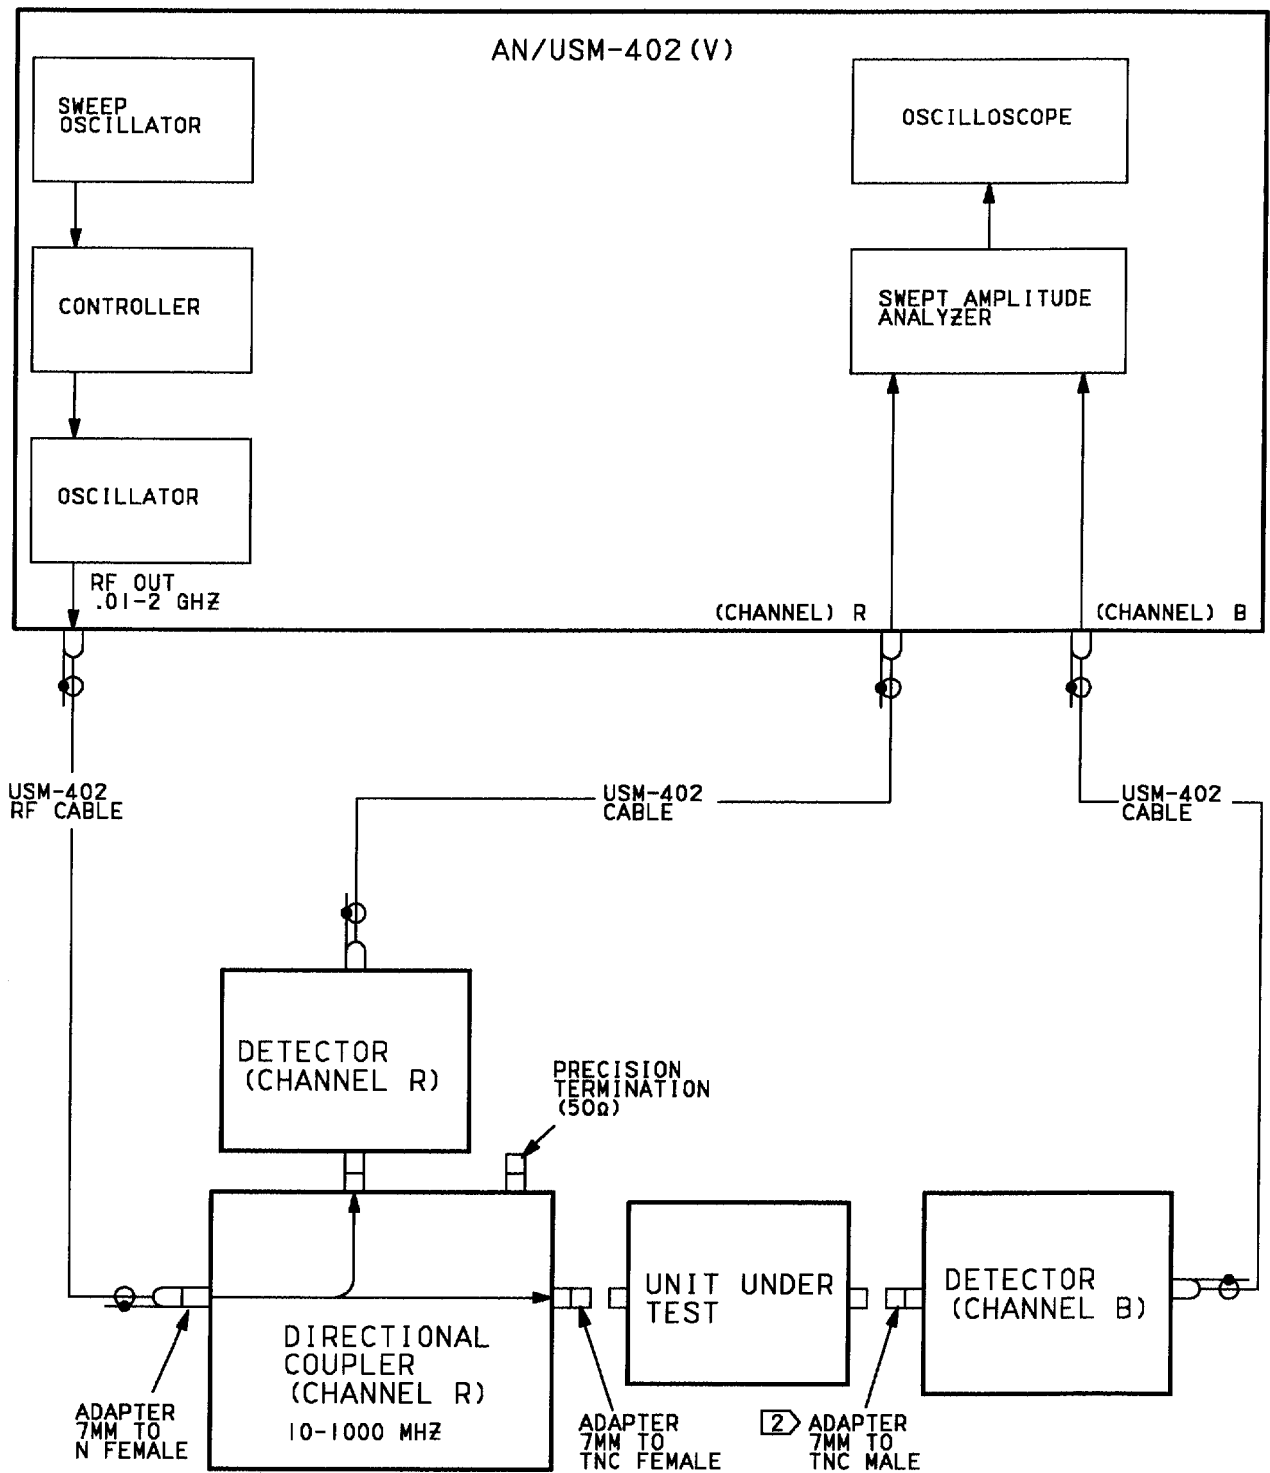 AN/USM-402(V)
SWEEP
OSCILLATOR
OSCILLOSCOPE
CONTROLLER
SWEPT AMPLITUDE
ANALYZER
OSCILLATOR
RF OUT
.01-2 GHZ
(CHANNEL) R
(CHANNEL) B
USM-402
RF CABLE
USM-402
CABLE
USM-402
CABLE
DETECTOR
(CHANNEL R)
PRECISION
TERMINATION
(50Ω)
UNIT UNDER
TEST
DETECTOR
(CHANNEL B)
DIRECTIONAL
COUPLER
(CHANNEL R)
10-1000 MHZ
ADAPTER
7MM TO
N FEMALE
ADAPTER
7MM TO
TNC FEMALE
2 ADAPTER
7MM TO
TNC MALE